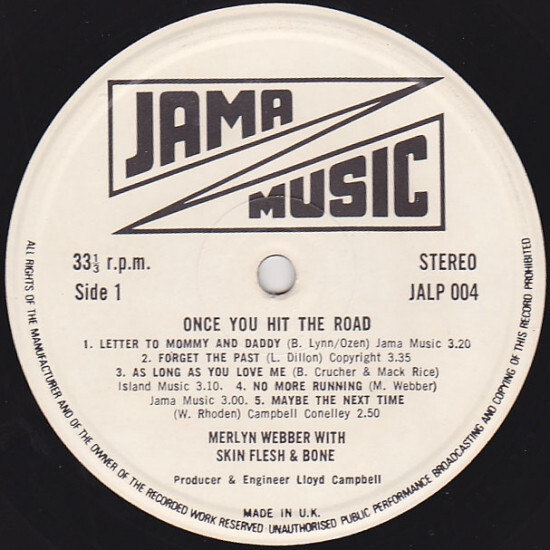 JAMA
MUSIC
33⅓ r.p.m.
STEREO
Side 1
JALP 004
ONCE YOU HIT THE ROAD
1. LETTER TO MOMMY AND DADDY (B. Lynn/Ozen) Jama Music 3.20
2. FORGET THE PAST (L. Dillon) Copyright 3.35
3. AS LONG AS YOU LOVE ME (B. Crucher & Mack Rice)
Island Music 3.10. 4. NO MORE RUNNING (M. Webber)
Jama Music 3.00. 5. MAYBE THE NEXT TIME
(W. Rhoden) Campbell Conelley 2.50
MERLYN WEBBER WITH
SKIN FLESH & BONE
Producer & Engineer Lloyd Campbell
MADE IN U.K.
ALL RIGHTS OF THE MANUFACTURER AND OF THE OWNER OF THE RECORDED WORK RESERVED · UNAUTHORISED PUBLIC PERFORMANCE BROADCASTING AND COPYING OF THIS RECORD PROHIBITED